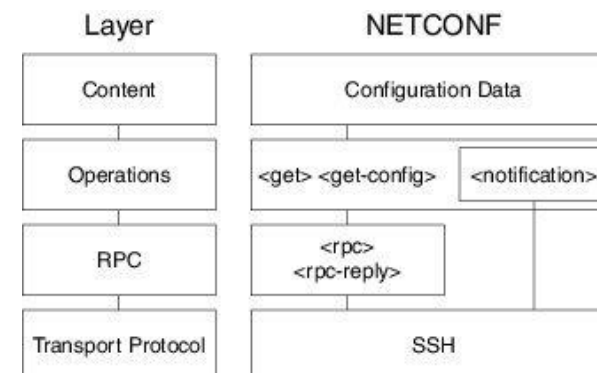 Layer NETCONF
Content Configuration Data
Operations <get> <get-config> <notification>
RPC <rpc>
<rpc-reply>
Transport Protocol SSH